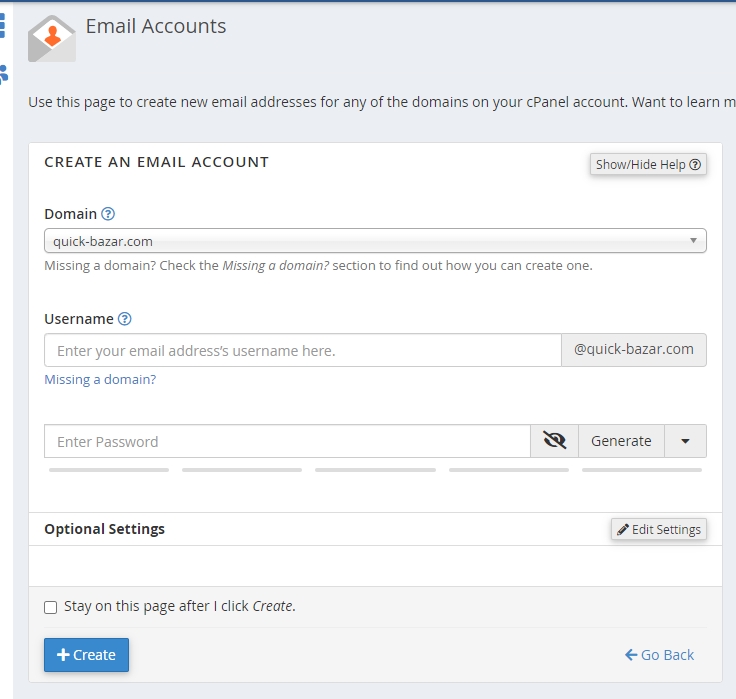 Email Accounts
Use this page to create new email addresses for any of the domains on your cPanel account. Want to learn m
CREATE AN EMAIL ACCOUNT
Show/Hide Help
Domain
quick-bazar.com
Missing a domain? Check the Missing a domain? section to find out how you can create one.
Username
Enter your email address’s username here.
@quick-bazar.com
Missing a domain?
Enter Password
Generate
Optional Settings
Edit Settings
Stay on this page after I click Create.
Create
Go Back